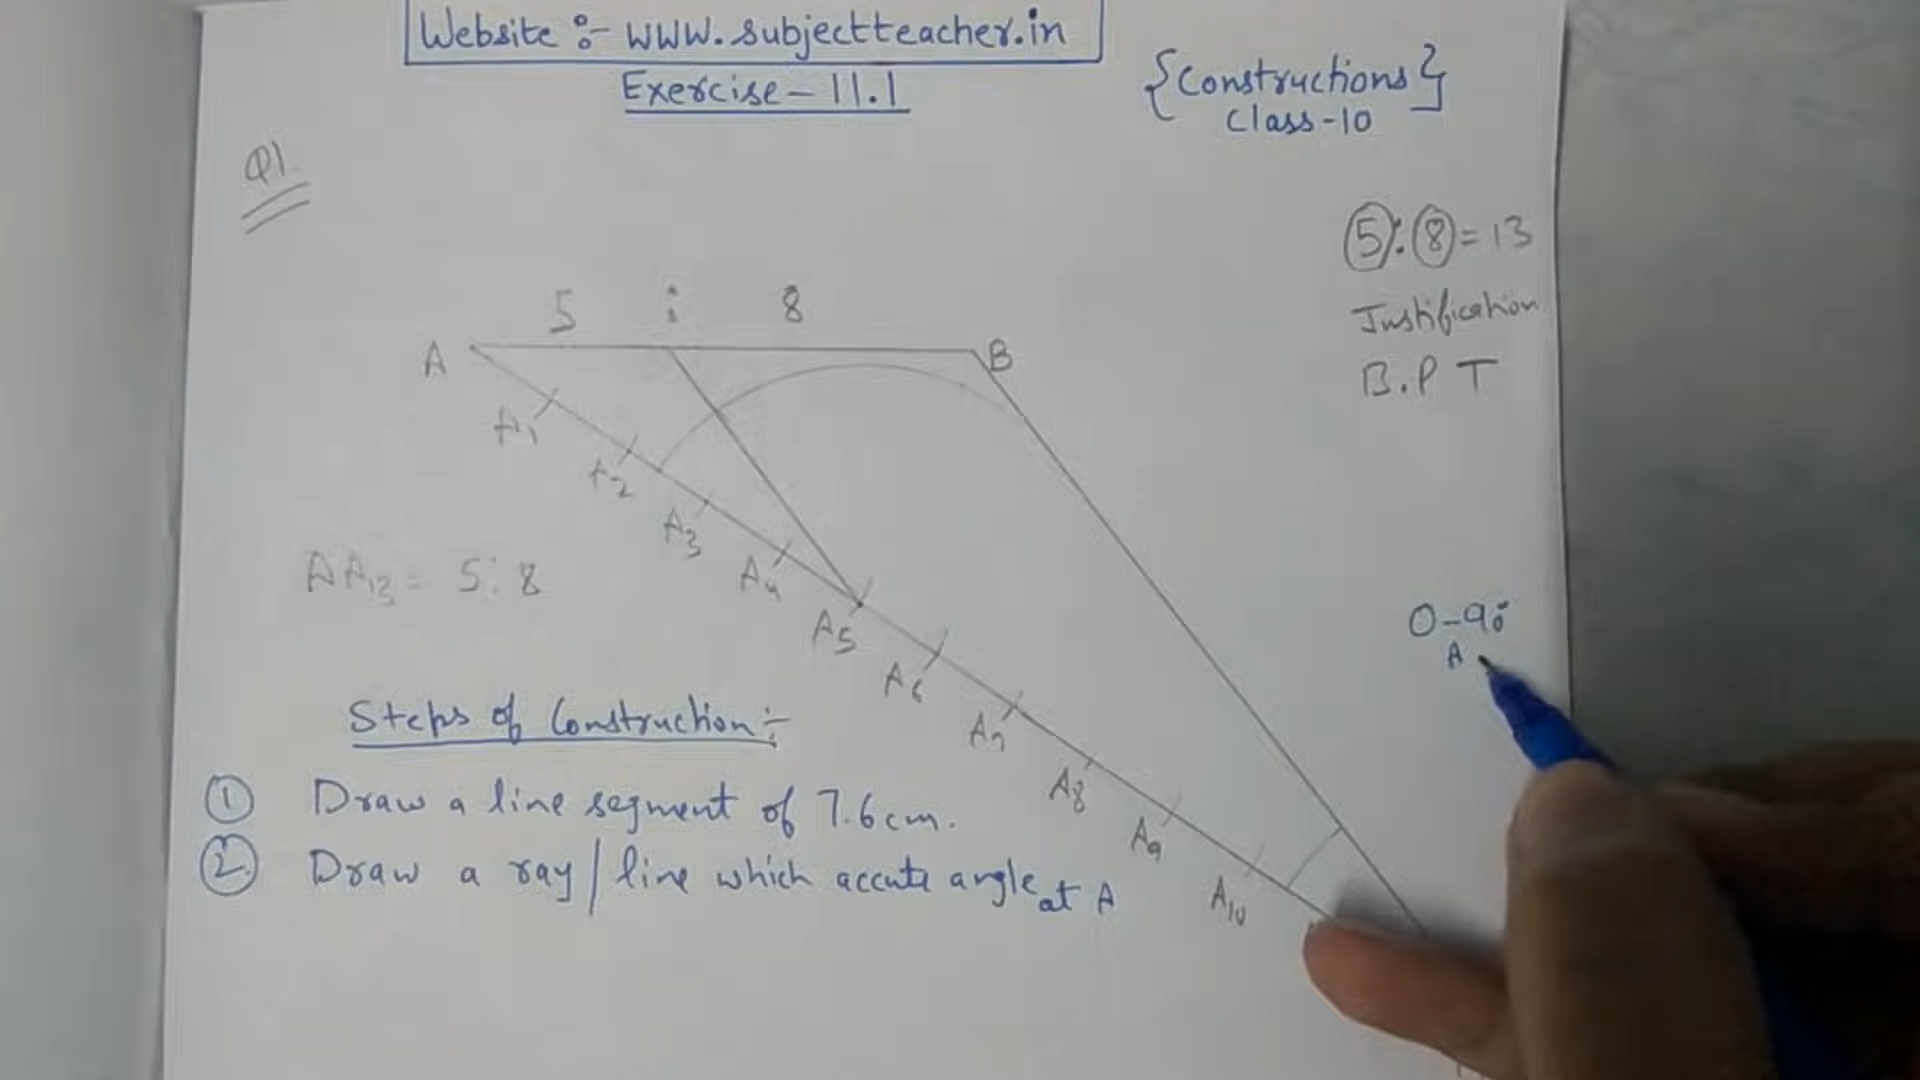 Website :- www.subjectteacher.in
Exercise - 11.1
{Constructions}
Class-10
Q1.
5:8 = 13
Justification
B.P T
5 : 8
A
B
A1
A2
A3
A4
A5
A6
A7
A8
A9
A10
AA13 = 5:8
0-90°
A
Steps of Construction:-
1 Draw a line segment of 7.6cm.
2. Draw a ray/line which accute angle at A